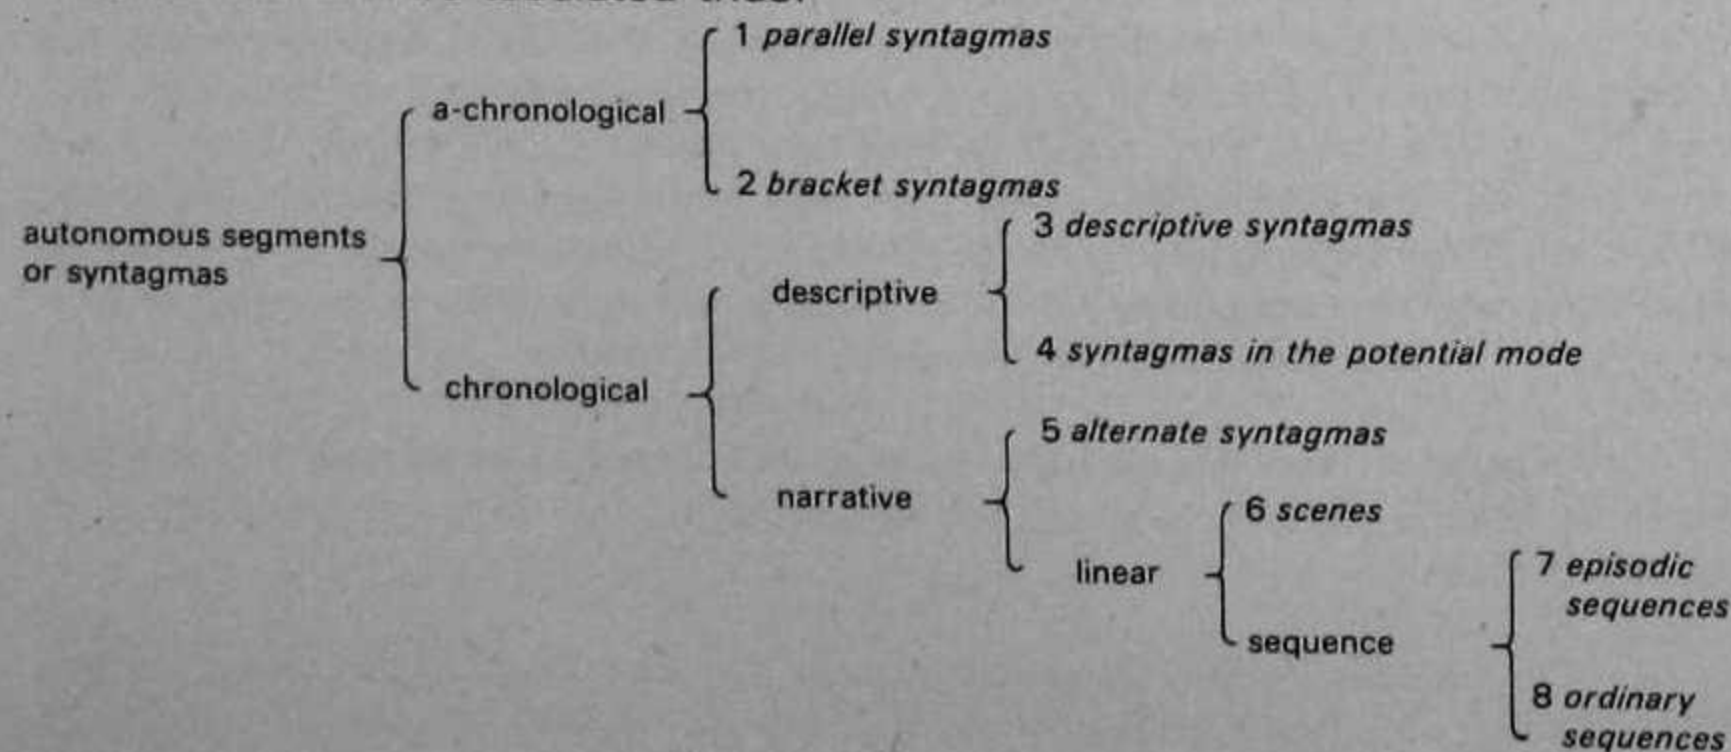 1 parallel syntagmas
a-chronological
2 bracket syntagmas
autonomous segments
or syntagmas
3 descriptive syntagmas
descriptive
4 syntagmas in the potential mode
chronological
5 alternate syntagmas
narrative
6 scenes
linear
7 episodic
sequences
sequence
8 ordinary
sequences